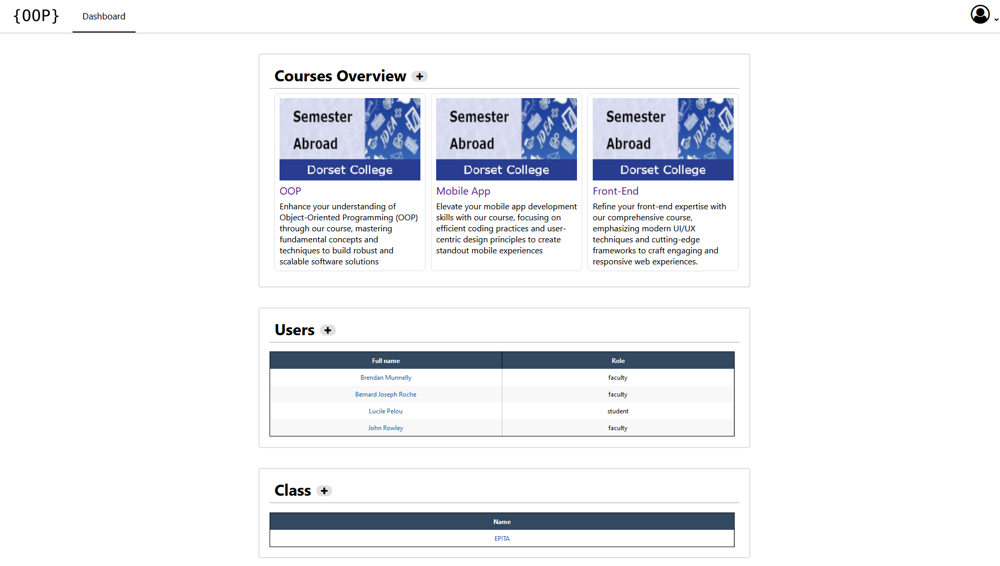 {OOP} Dashboard
Courses Overview +
Semester
Abroad
IDEA
Dorset College
OOP
Enhance your understanding of
Object-Oriented Programming (OOP)
through our course, mastering
fundamental concepts and
techniques to build robust and
scalable software solutions
Semester
Abroad
IDEA
Dorset College
Mobile App
Elevate your mobile app development
skills with our course, focusing on
efficient coding practices and user-
centric design principles to create
standout mobile experiences
Semester
Abroad
IDEA
Dorset College
Front-End
Refine your front-end expertise with
our comprehensive course,
emphasizing modern UI/UX
techniques and cutting-edge
frameworks to craft engaging and
responsive web experiences.
Users +
Full name Role
Brendan Munnelly faculty
Bernard Joseph Roche faculty
Lucile Pelou student
John Rowley faculty
Class +
Name
EPITA